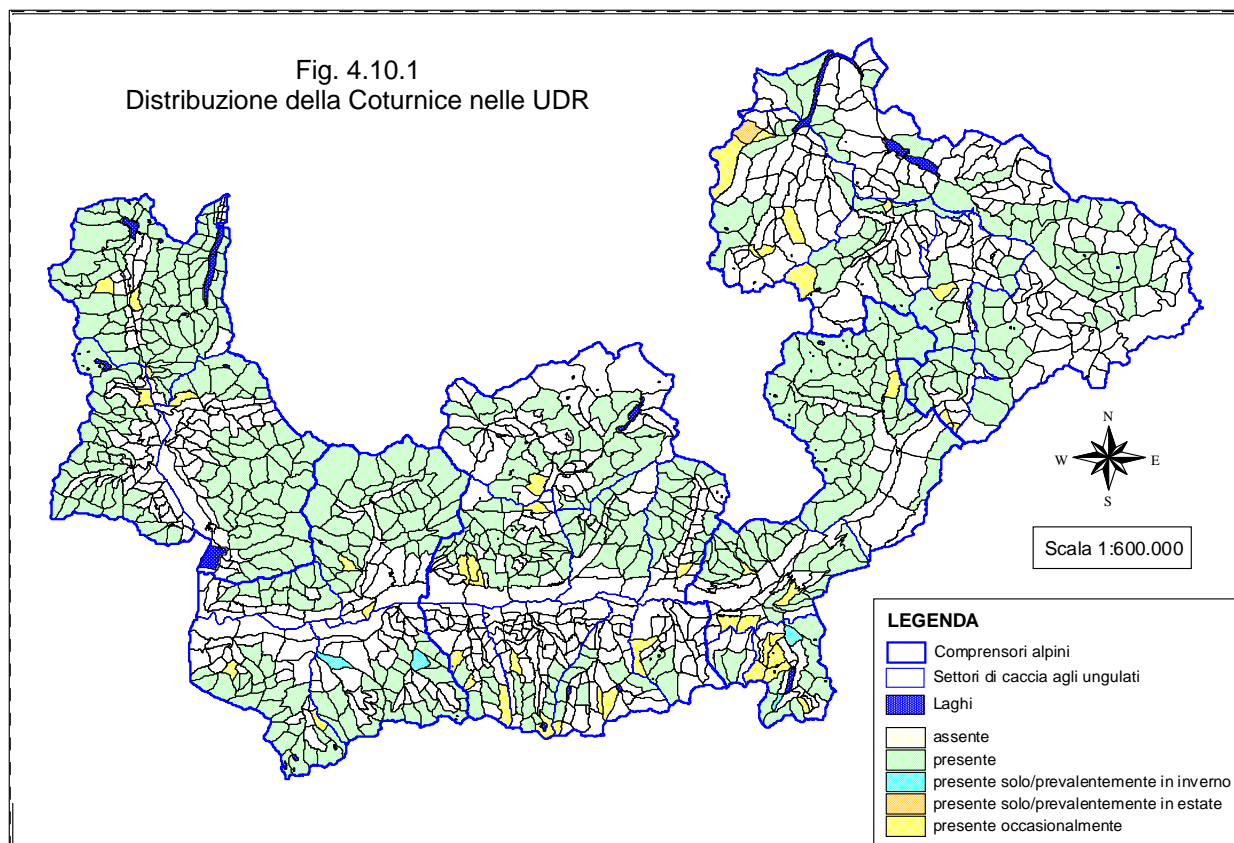 Fig. 4.10.1
Distribuzione della Coturnice nelle UDR
N
W
E
S
Scala 1:600.000
LEGENDA
Comprensori alpini
Settori di caccia agli ungulati
Laghi
assente
presente
presente solo/prevalentemente in inverno
presente solo/prevalentemente in estate
presente occasionalmente